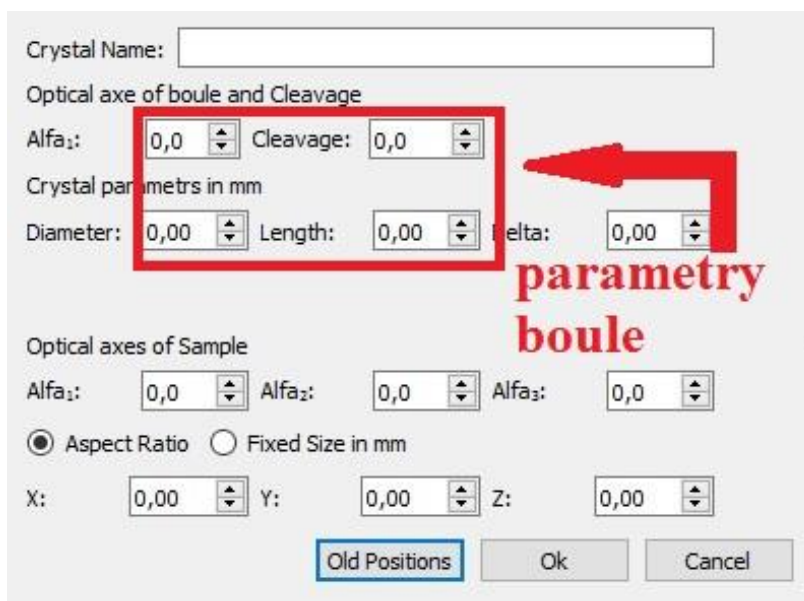 Crystal Name:
Optical axe of boule and Cleavage
Alfa₁: 0,0 Cleavage: 0,0
Crystal parametrs in mm
Diameter: 0,00 Length: 0,00 Delta: 0,00
parametry
boule
Optical axes of Sample
Alfa₁: 0,0 Alfa₂: 0,0 Alfa₃: 0,0
Aspect Ratio Fixed Size in mm
X: 0,00 Y: 0,00 Z: 0,00
Old Positions Ok Cancel